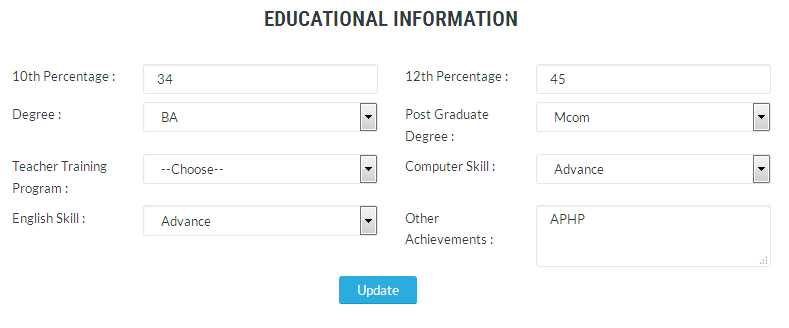 EDUCATIONAL INFORMATION
10th Percentage : 34 12th Percentage : 45
Degree : BA Post Graduate Degree : Mcom
Teacher Training Program : --Choose-- Computer Skill : Advance
English Skill : Advance Other Achievements : APHP
Update